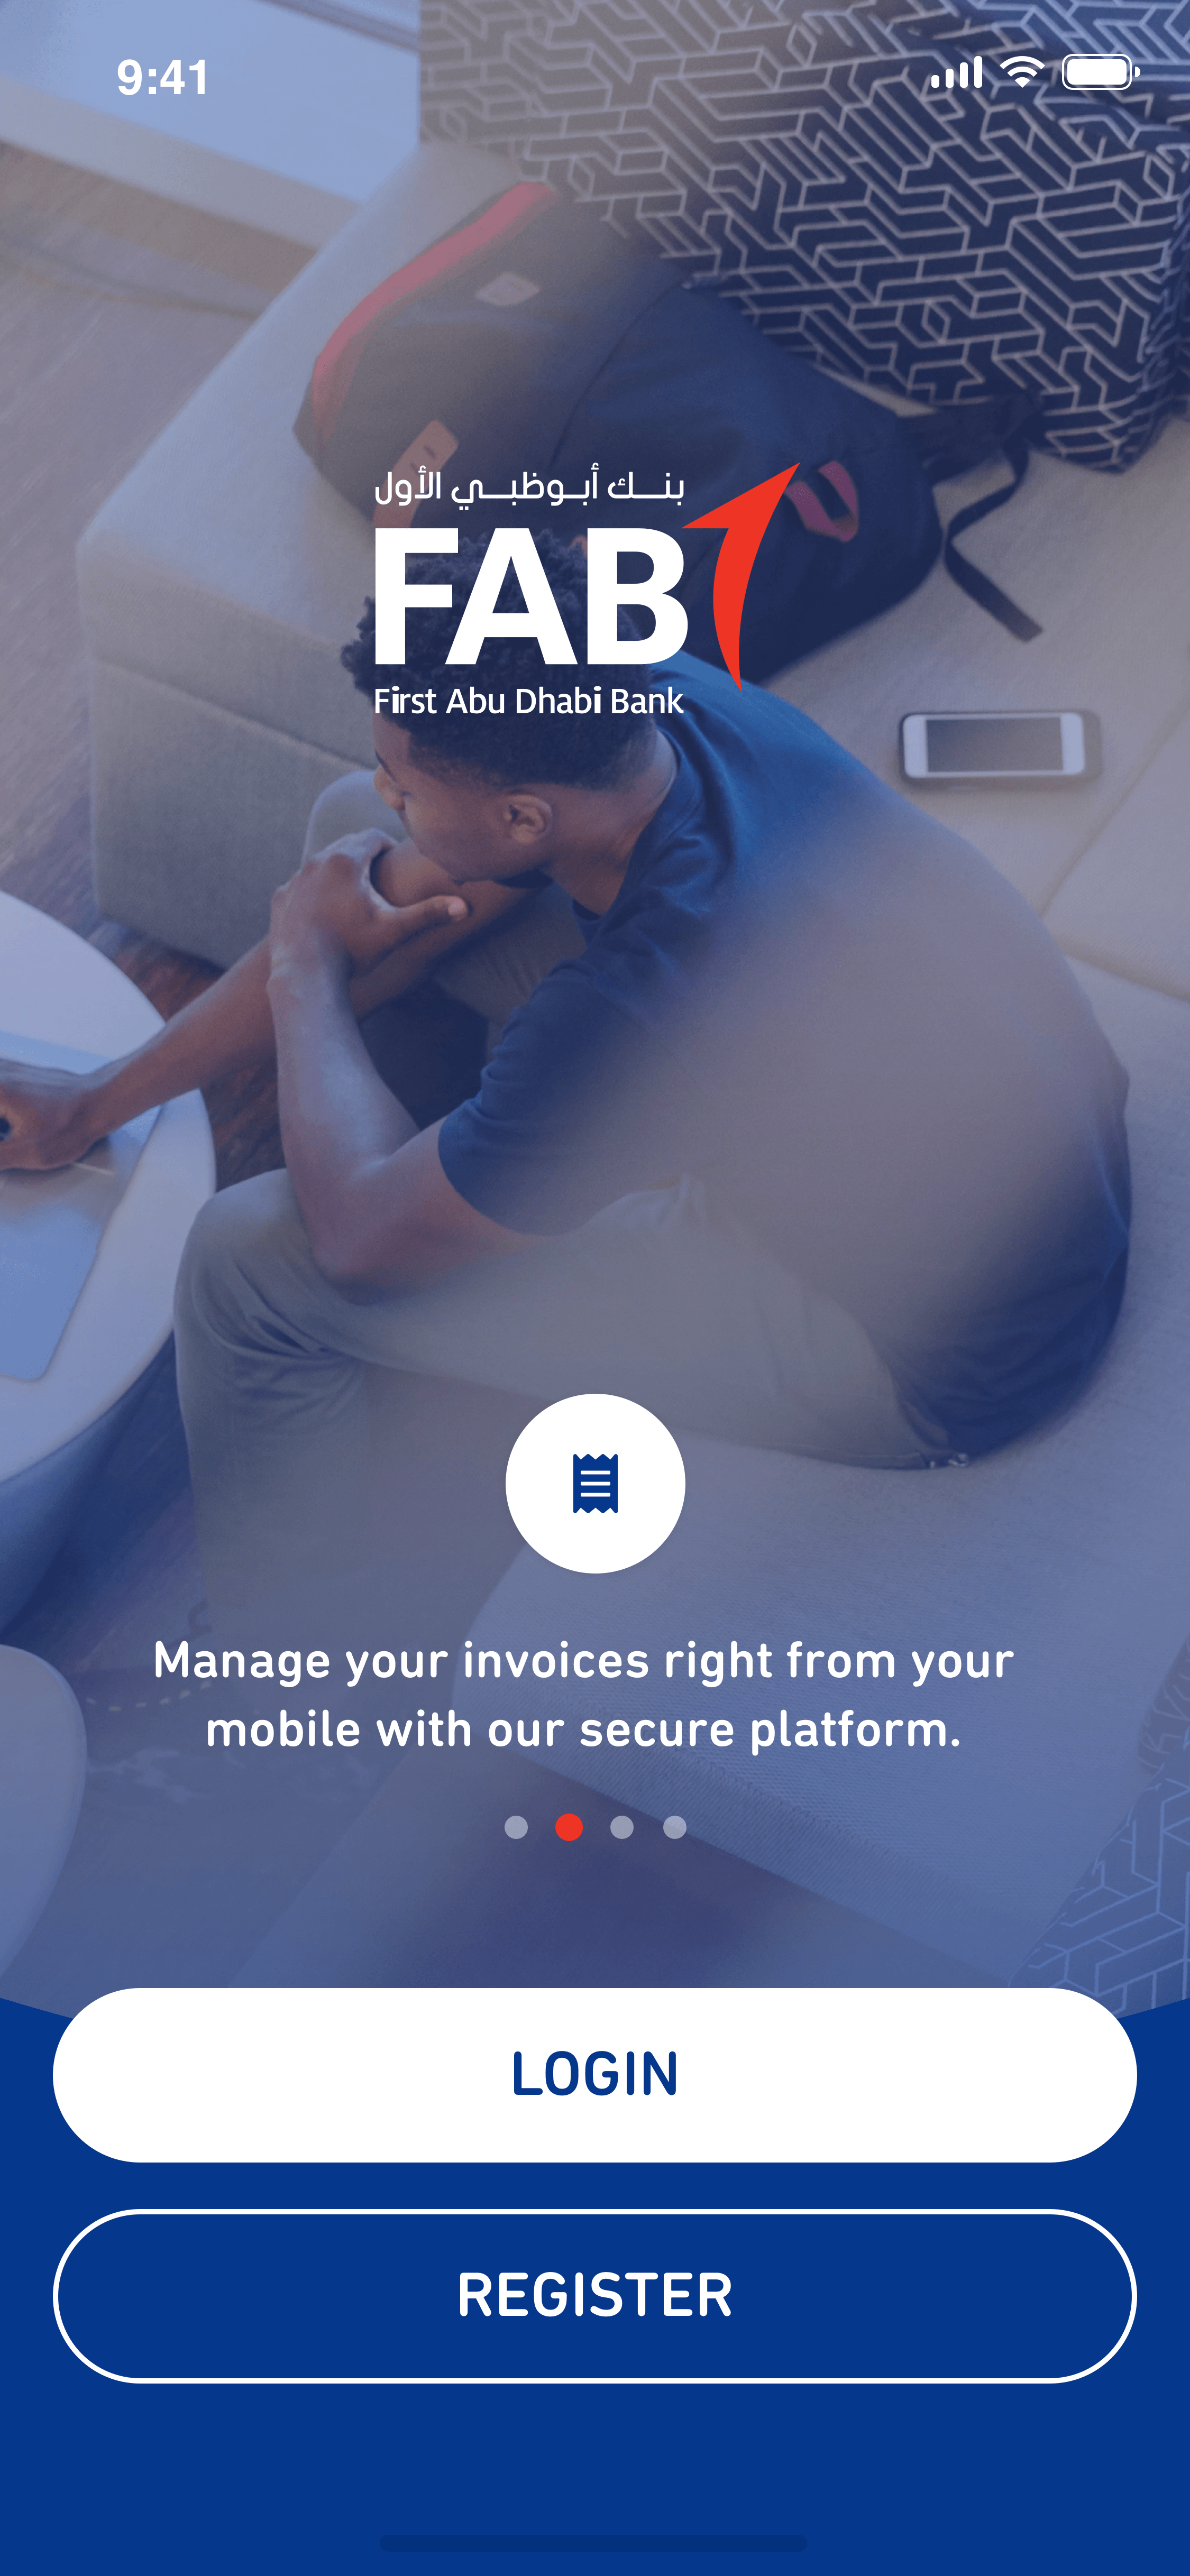 9:41
بنك أبوظبي الأول
FAB
First Abu Dhabi Bank
Manage your invoices right from your
mobile with our secure platform.
LOGIN
REGISTER